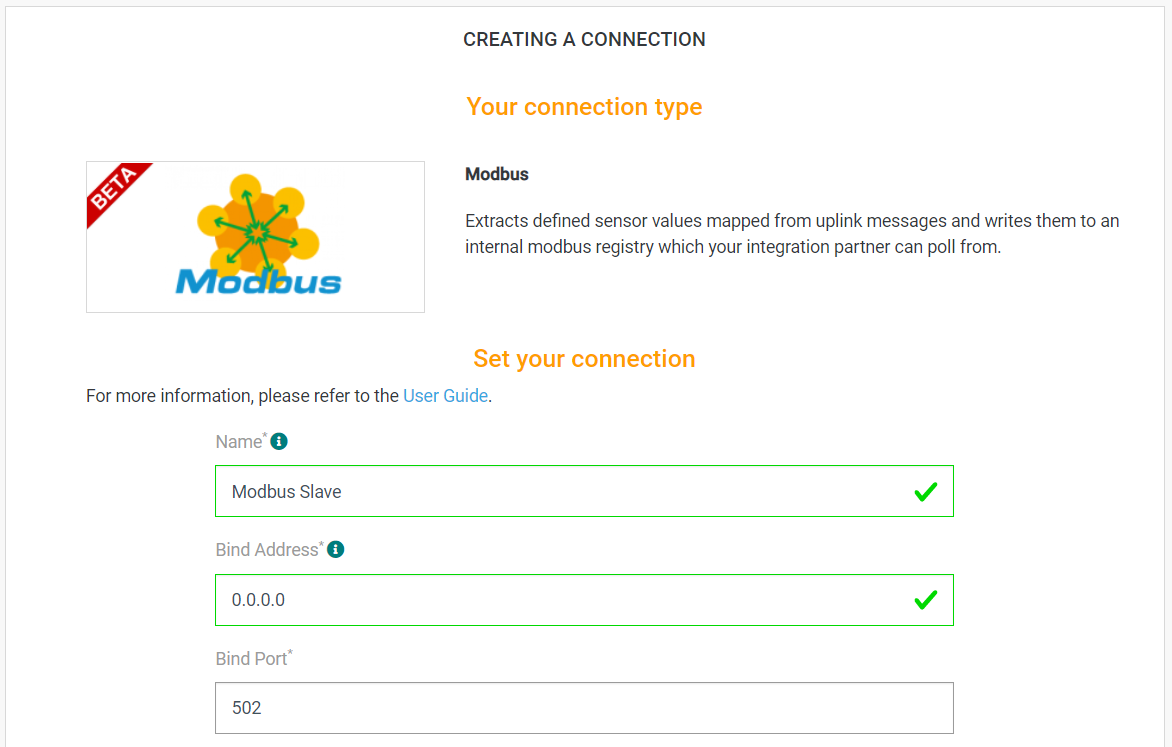 CREATING A CONNECTION
Your connection type
BETA
Modbus
Modbus
Extracts defined sensor values mapped from uplink messages and writes them to an
internal modbus registry which your integration partner can poll from.
Set your connection
For more information, please refer to the User Guide.
Name*
Modbus Slave
Bind Address*
0.0.0.0
Bind Port*
502